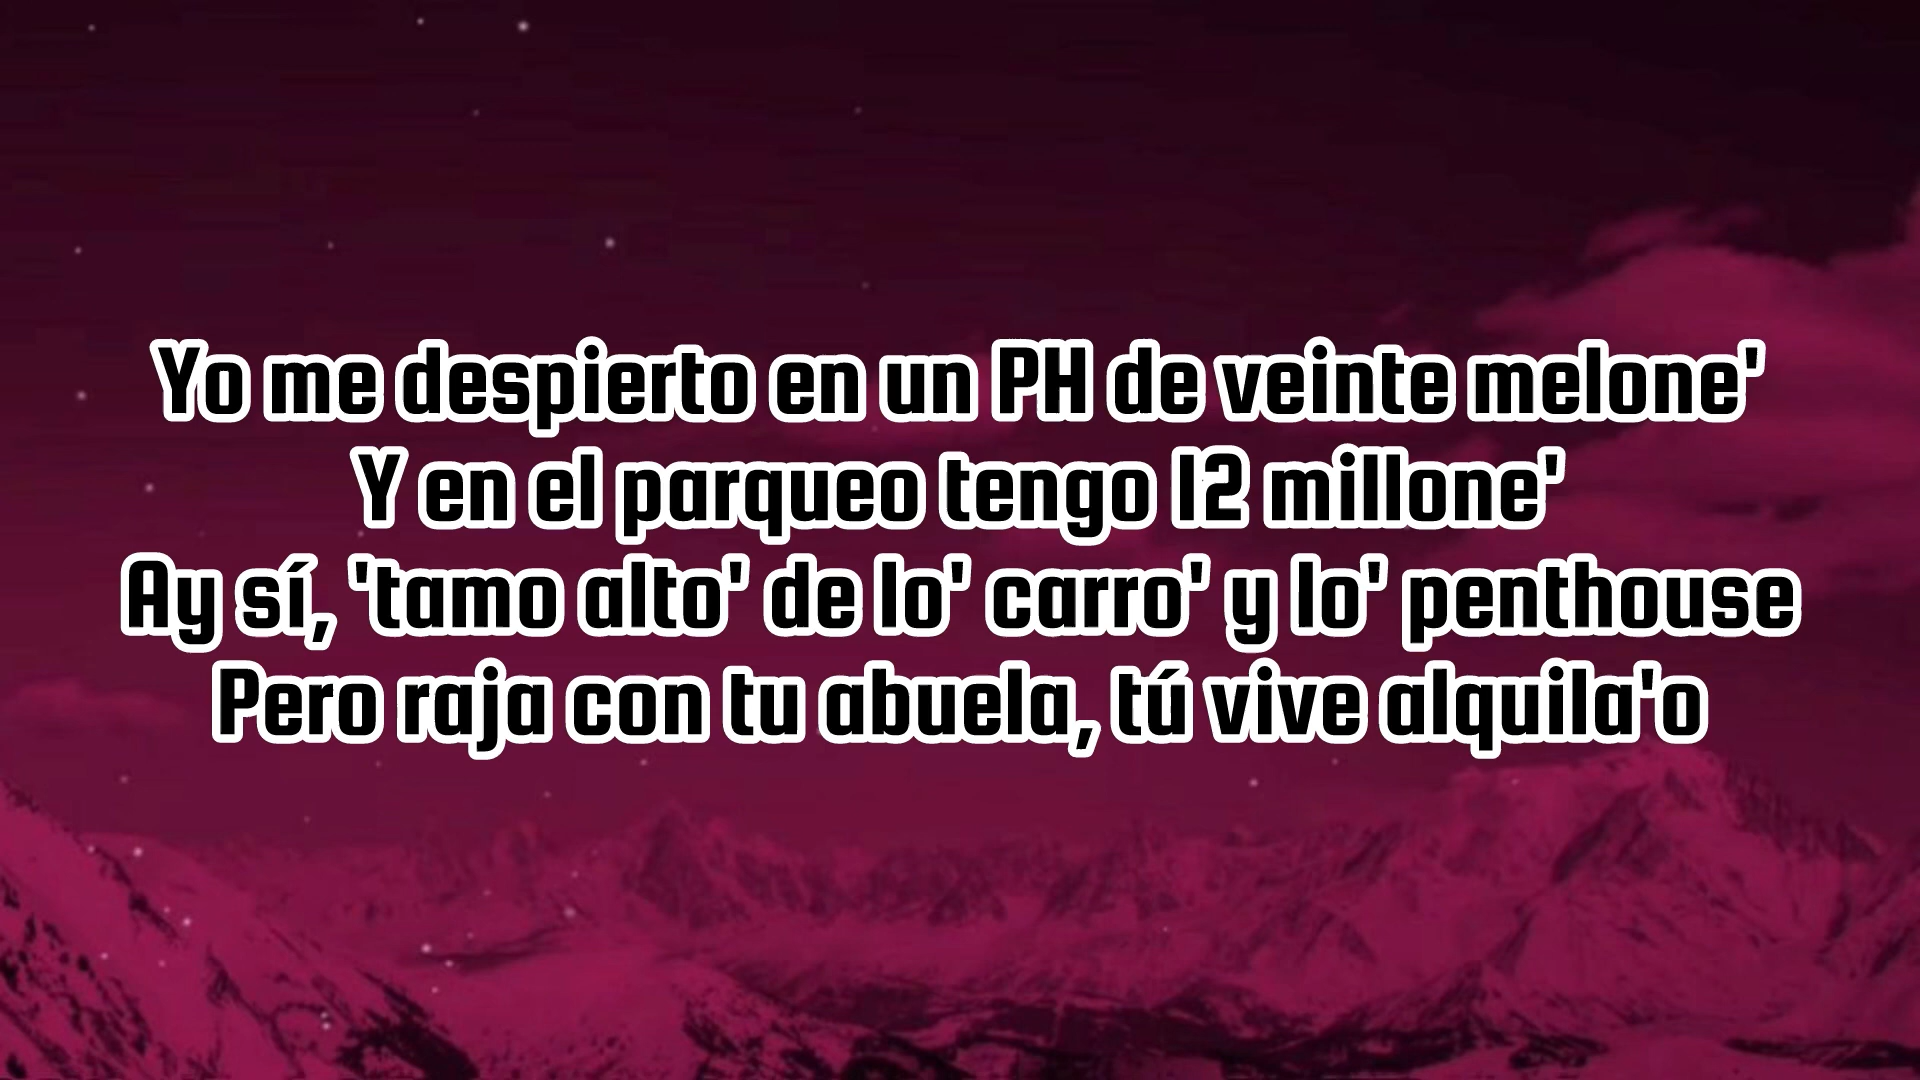 Yo me despierto en un PH de veinte melone'
Y en el parqueo tengo 12 millone'
Ay sí, 'tamo alto' de lo' carro' y lo' penthouse
Pero raja con tu abuela, tú vive alquila'o